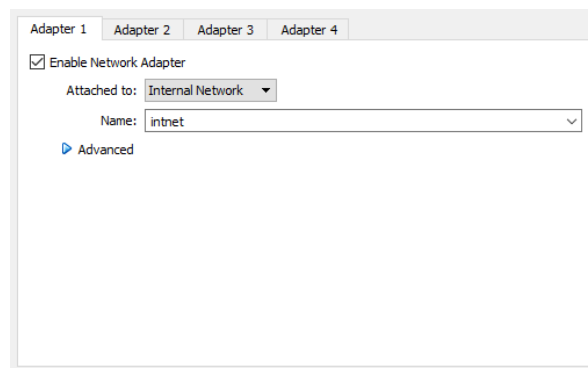 Adapter 1 Adapter 2 Adapter 3 Adapter 4
Enable Network Adapter
Attached to: Internal Network
Name: intnet
Advanced